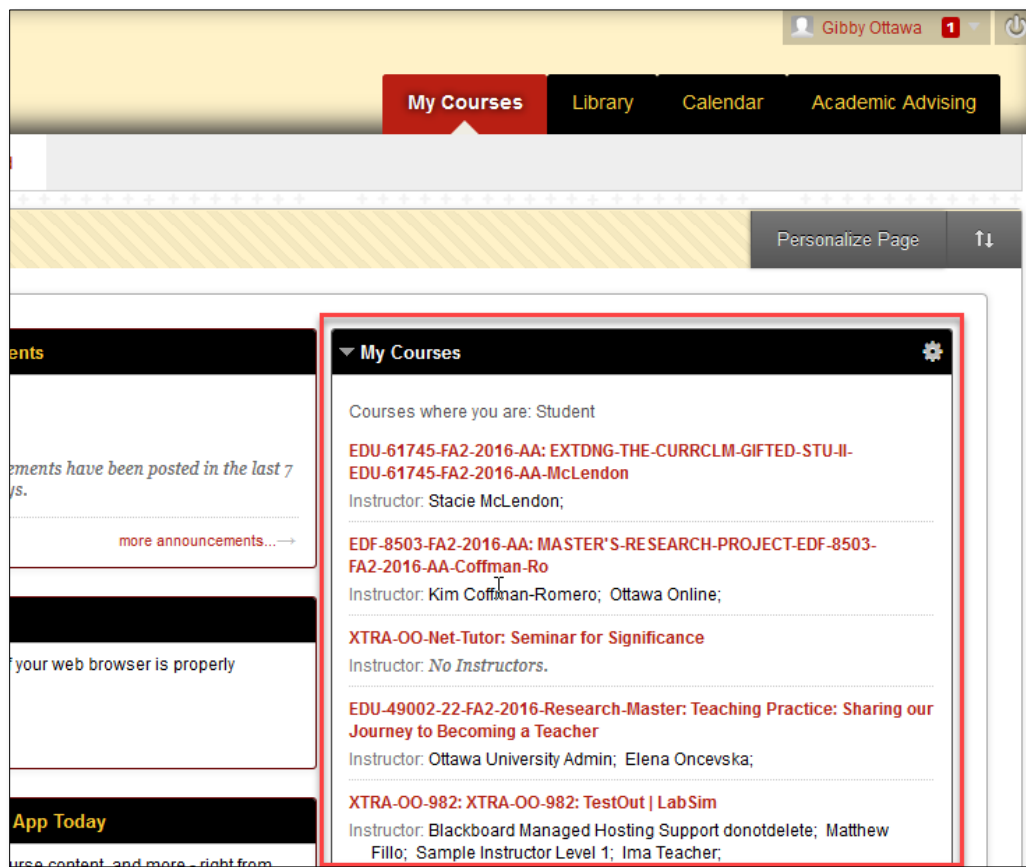 Gibby Ottawa 1
My Courses Library Calendar Academic Advising
Personalize Page
ents
ements have been posted in the last 7
ys.
more announcements...→
your web browser is properly
App Today
urse content, and more - right from
My Courses
Courses where you are: Student
EDU-61745-FA2-2016-AA: EXTDNG-THE-CURRCLM-GIFTED-STU-II-
EDU-61745-FA2-2016-AA-McLendon
Instructor: Stacie McLendon;
EDF-8503-FA2-2016-AA: MASTER'S-RESEARCH-PROJECT-EDF-8503-
FA2-2016-AA-Coffman-Ro
Instructor: Kim Coffman-Romero; Ottawa Online;
XTRA-OO-Net-Tutor: Seminar for Significance
Instructor: No Instructors.
EDU-49002-22-FA2-2016-Research-Master: Teaching Practice: Sharing our
Journey to Becoming a Teacher
Instructor: Ottawa University Admin; Elena Oncevska;
XTRA-OO-982: XTRA-OO-982: TestOut | LabSim
Instructor: Blackboard Managed Hosting Support donotdelete; Matthew
Fillo; Sample Instructor Level 1; Ima Teacher;